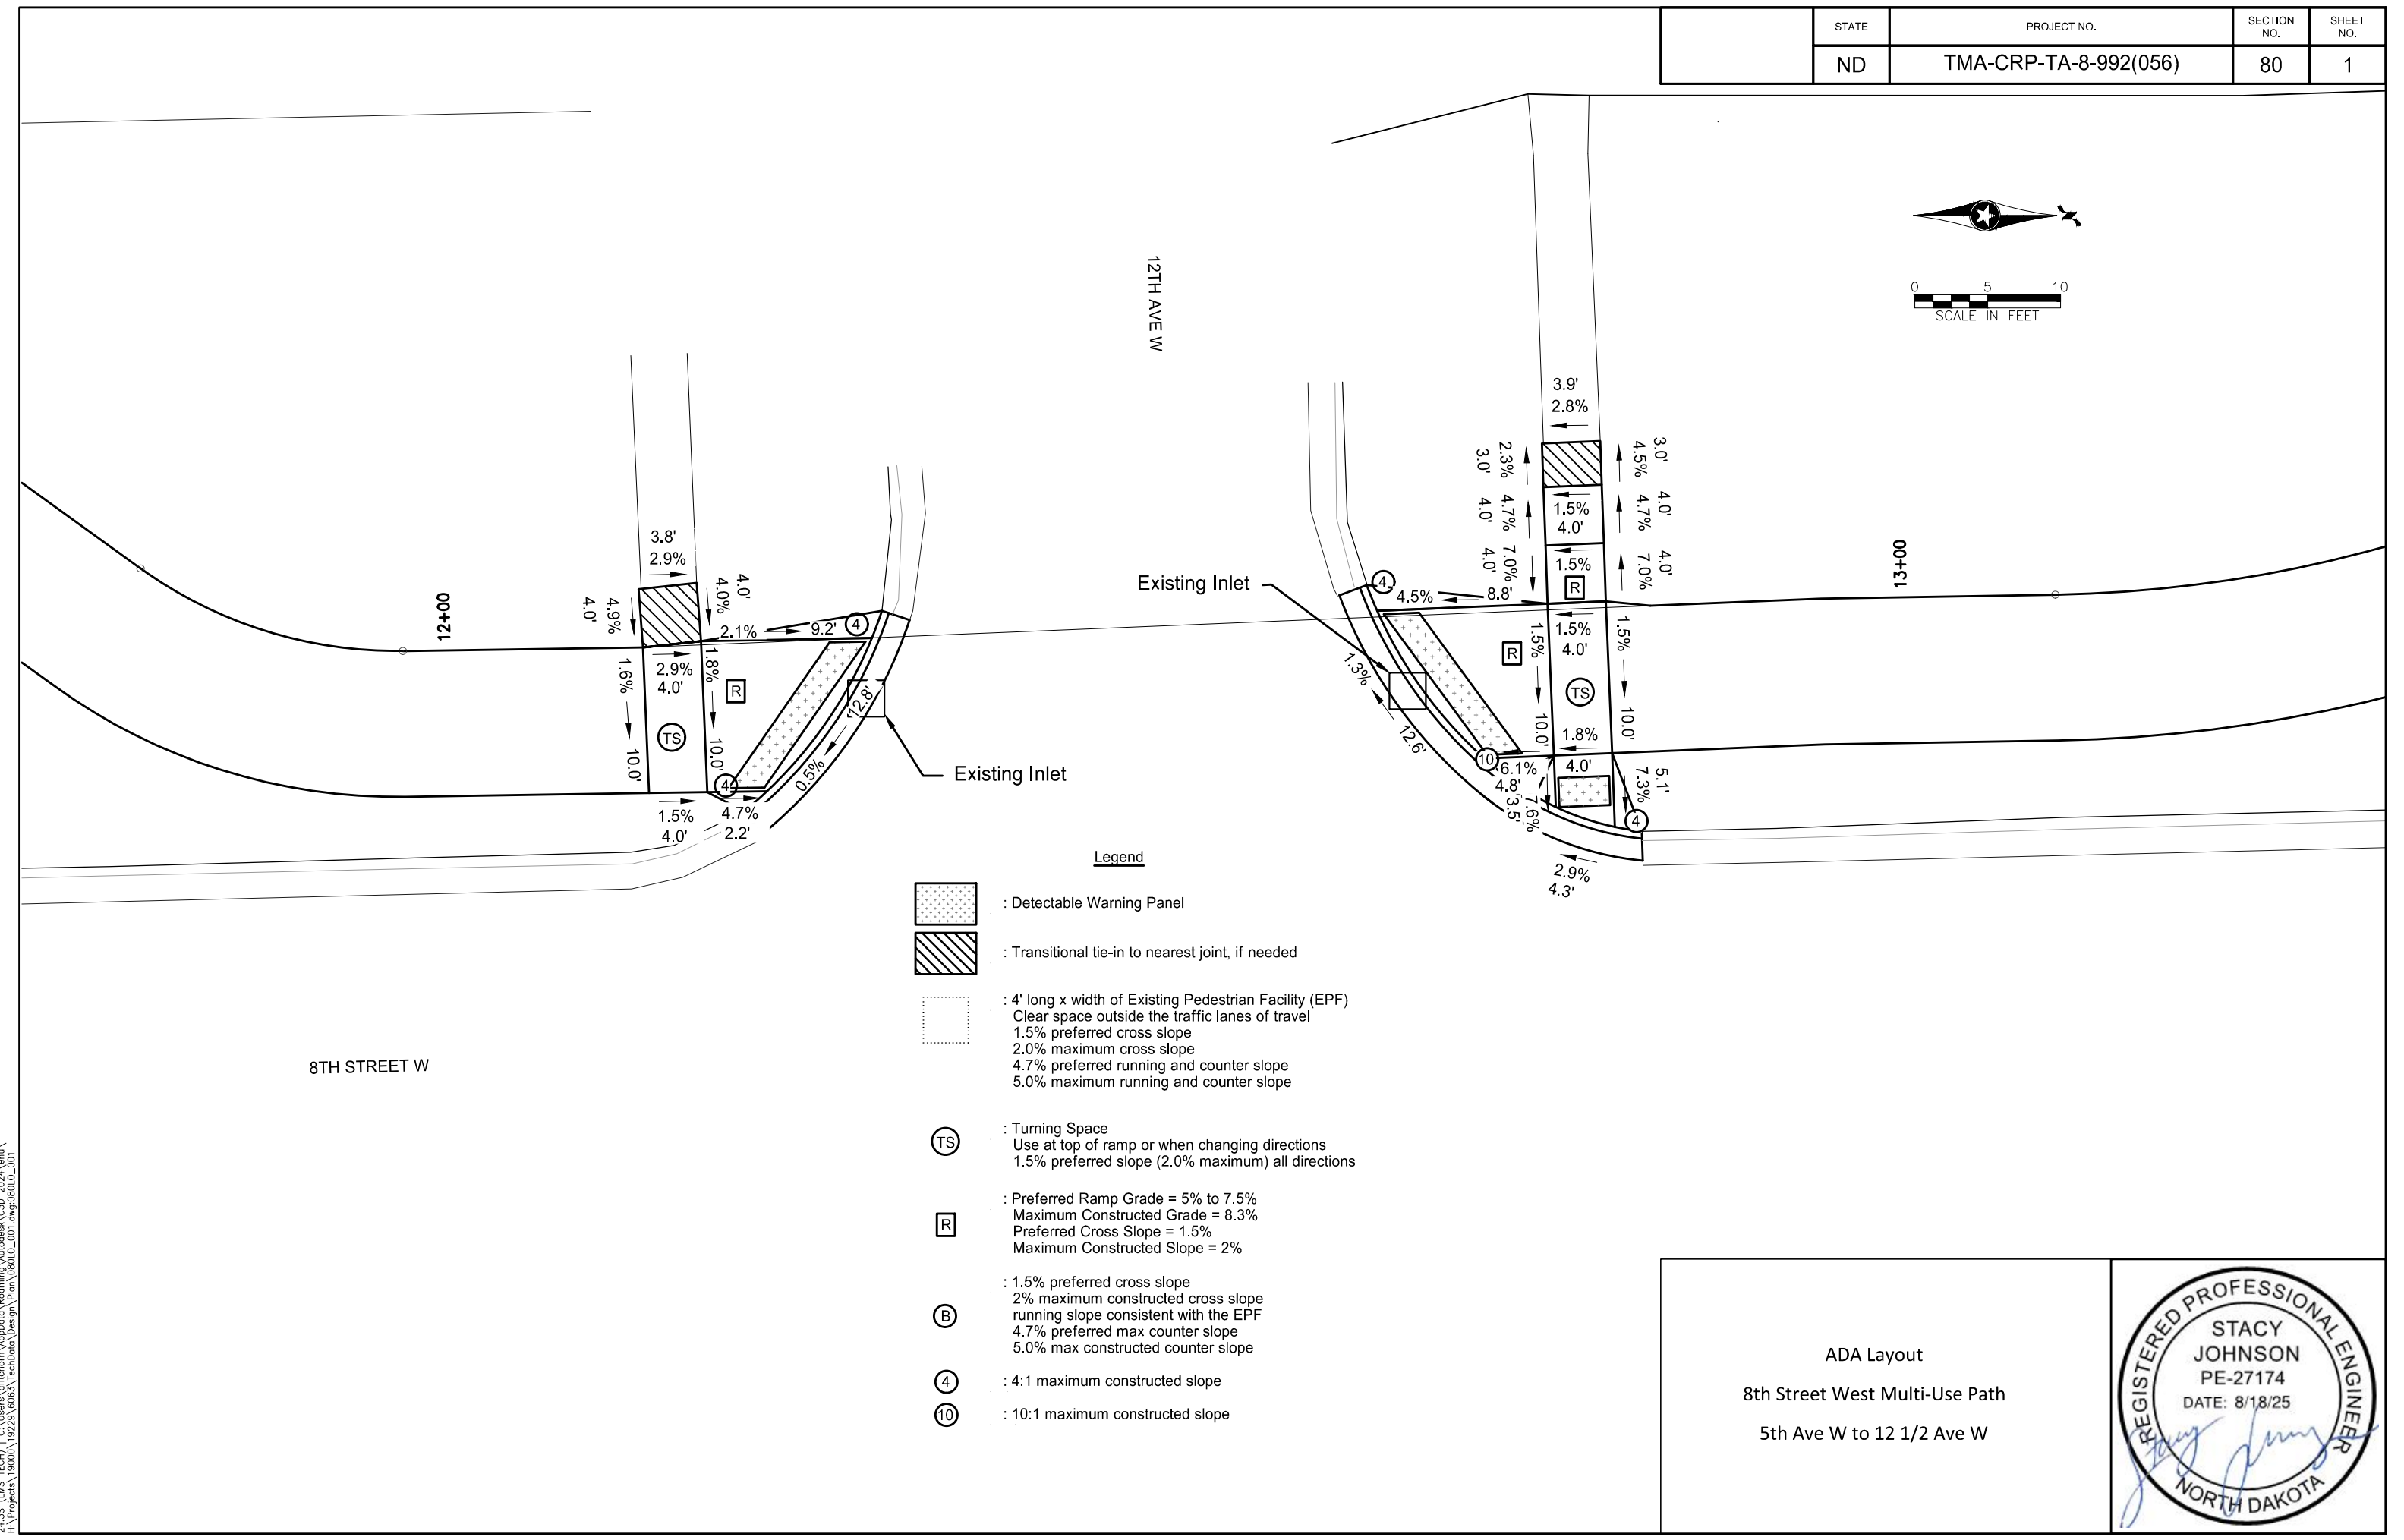 STATE
PROJECT NO.
SECTION NO.
SHEET NO.
ND
TMA-CRP-TA-8-992(056)
80
1
12TH AVE W
0 5 10
SCALE IN FEET
3.9'
2.8%
3.0'
2.3%
3.0'
4.5%
4.0'
4.7%
4.0'
4.7%
1.5%
4.0'
4.0'
7.0%
4.0'
7.0%
1.5%
R
13+00
Existing Inlet
4
4.5%
8.8'
1.5%
4.0'
1.5%
10.0'
1.5%
10.0'
R
TS
1.3%
12.6'
1.8%
4.0'
10
6.1%
4.8'
7.6%
3.5'
5.1'
7.3%
4
2.9%
4.3'
3.8'
2.9%
12+00
4.9%
4.0'
4.0'
4.0%
2.1%
9.2'
4
2.9%
4.0'
1.6%
10.0'
1.8%
10.0'
R
TS
12.8'
0.5%
4
1.5%
4.0'
4.7%
2.2'
Existing Inlet
8TH STREET W
Legend
: Detectable Warning Panel
: Transitional tie-in to nearest joint, if needed
: 4' long x width of Existing Pedestrian Facility (EPF)
Clear space outside the traffic lanes of travel
1.5% preferred cross slope
2.0% maximum cross slope
4.7% preferred running and counter slope
5.0% maximum running and counter slope
TS
: Turning Space
Use at top of ramp or when changing directions
1.5% preferred slope (2.0% maximum) all directions
R
: Preferred Ramp Grade = 5% to 7.5%
Maximum Constructed Grade = 8.3%
Preferred Cross Slope = 1.5%
Maximum Constructed Slope = 2%
B
: 1.5% preferred cross slope
2% maximum constructed cross slope
running slope consistent with the EPF
4.7% preferred max counter slope
5.0% max constructed counter slope
4
: 4:1 maximum constructed slope
10
: 10:1 maximum constructed slope
ADA Layout
8th Street West Multi-Use Path
5th Ave W to 12 1/2 Ave W
REGISTERED PROFESSIONAL ENGINEER
STACY
JOHNSON
PE-27174
DATE: 8/18/25
NORTH DAKOTA
H:\Projects\19000\19229\6063\TechData\Design\Plan\080LO_001.dwg:080LO_001